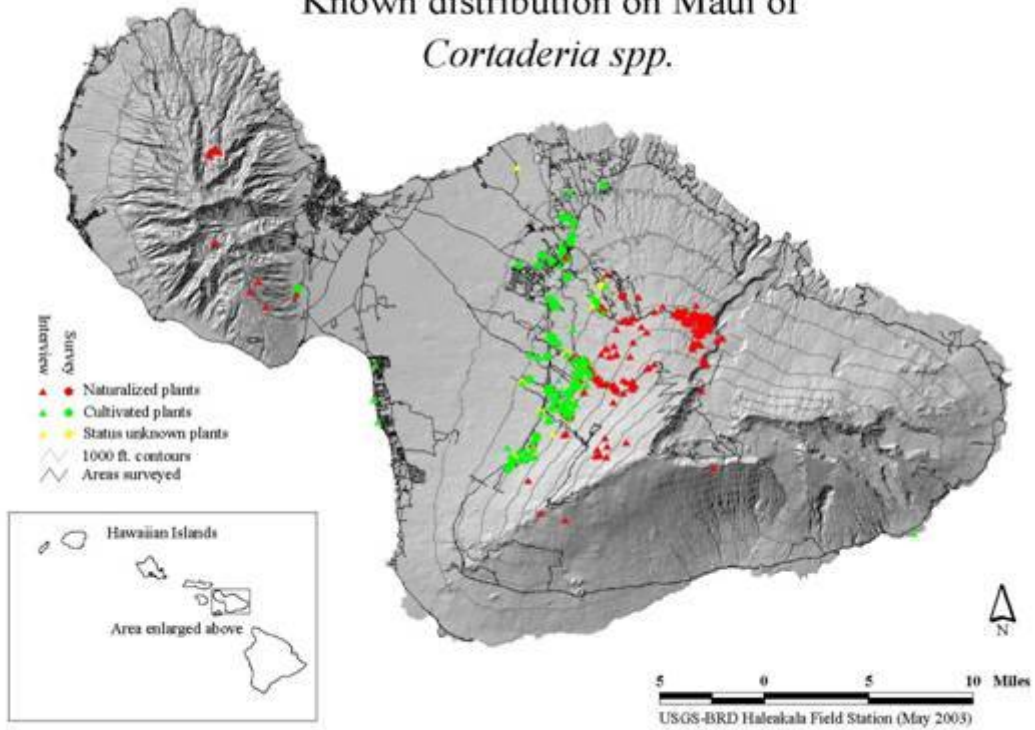 Known distribution on Maui of
Cortaderia spp.
Interview
Survey
Naturalized plants
Cultivated plants
Status unknown plants
1000 ft. contours
Areas surveyed
Hawaiian Islands
Area enlarged above
N
5 0 5 10 Miles
USGS-BRD Haleakala Field Station (May 2003)